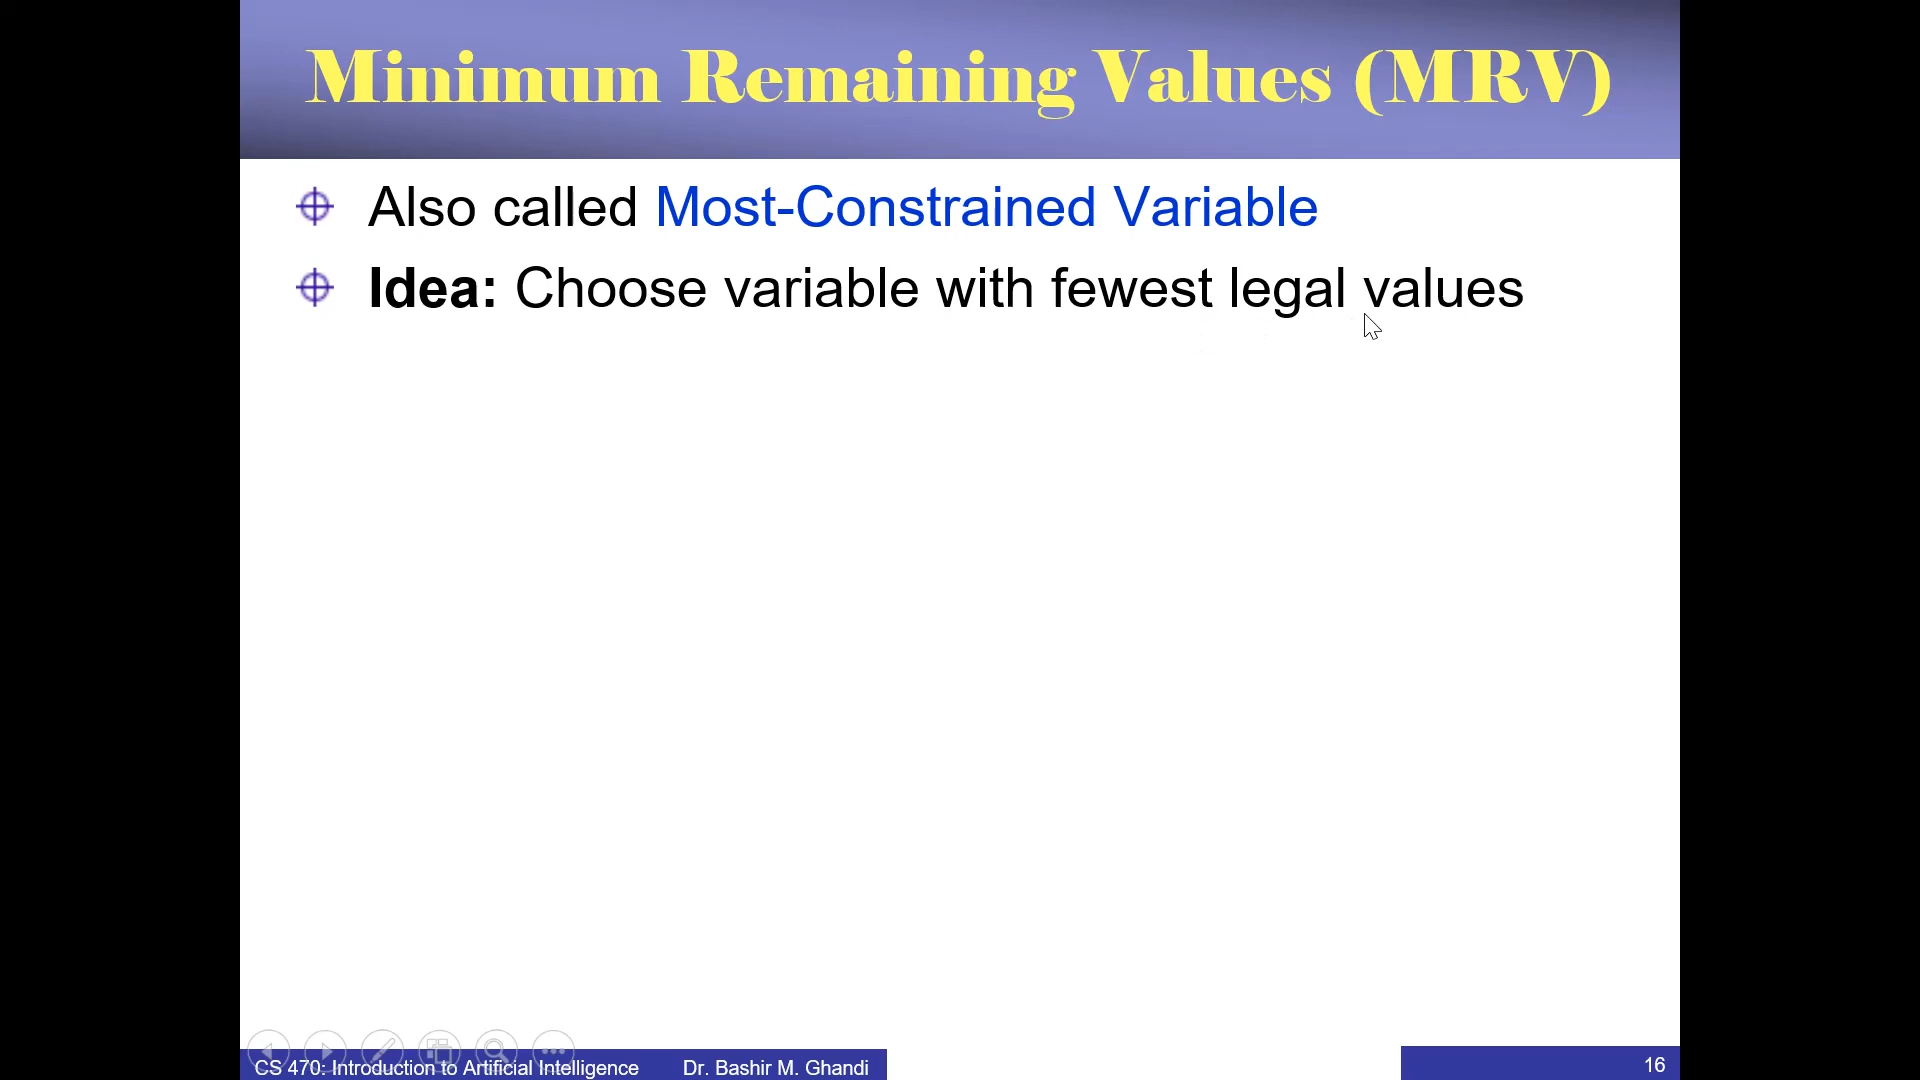 Minimum Remaining Values (MRV)
Also called Most-Constrained Variable
Idea: Choose variable with fewest legal values
CS 470: Introduction to Artificial Intelligence Dr. Bashir M. Ghandi 16